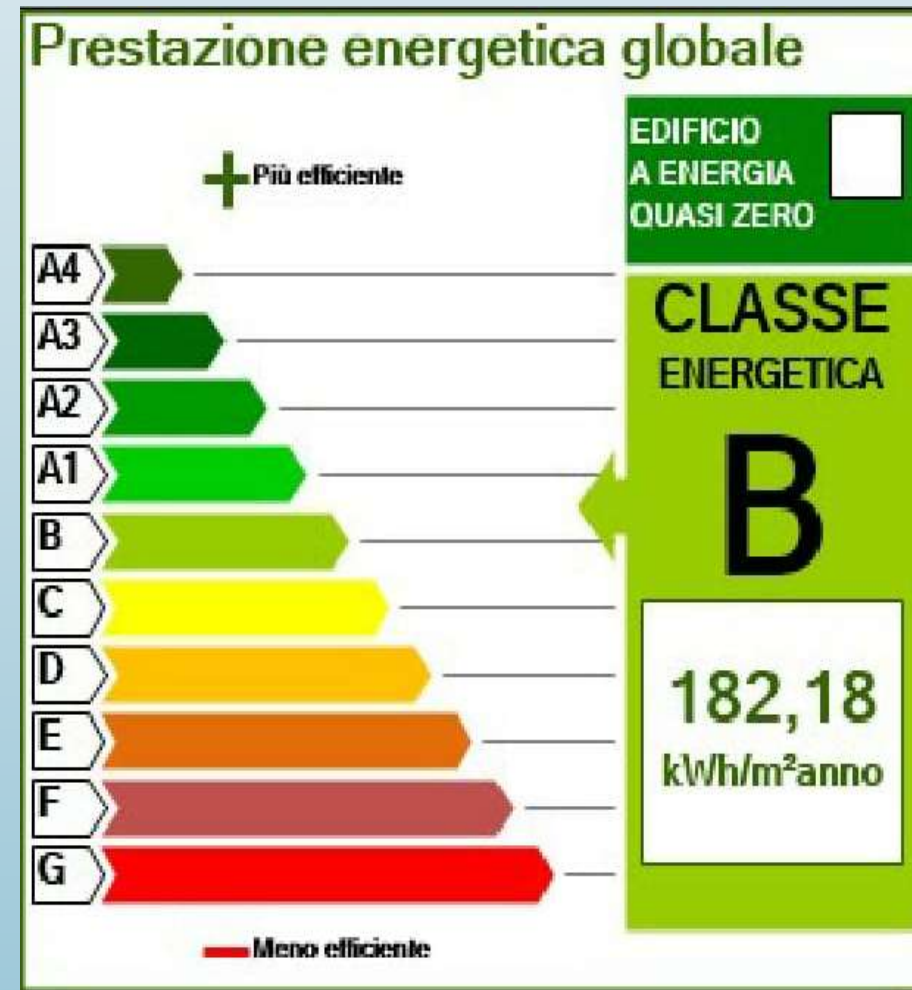 Prestazione energetica globale
Più efficiente
EDIFICIO
A ENERGIA
QUASI ZERO
A4
A3
A2
A1
B
C
D
E
F
G
CLASSE
ENERGETICA
B
182,18
kWh/m²anno
Meno efficiente